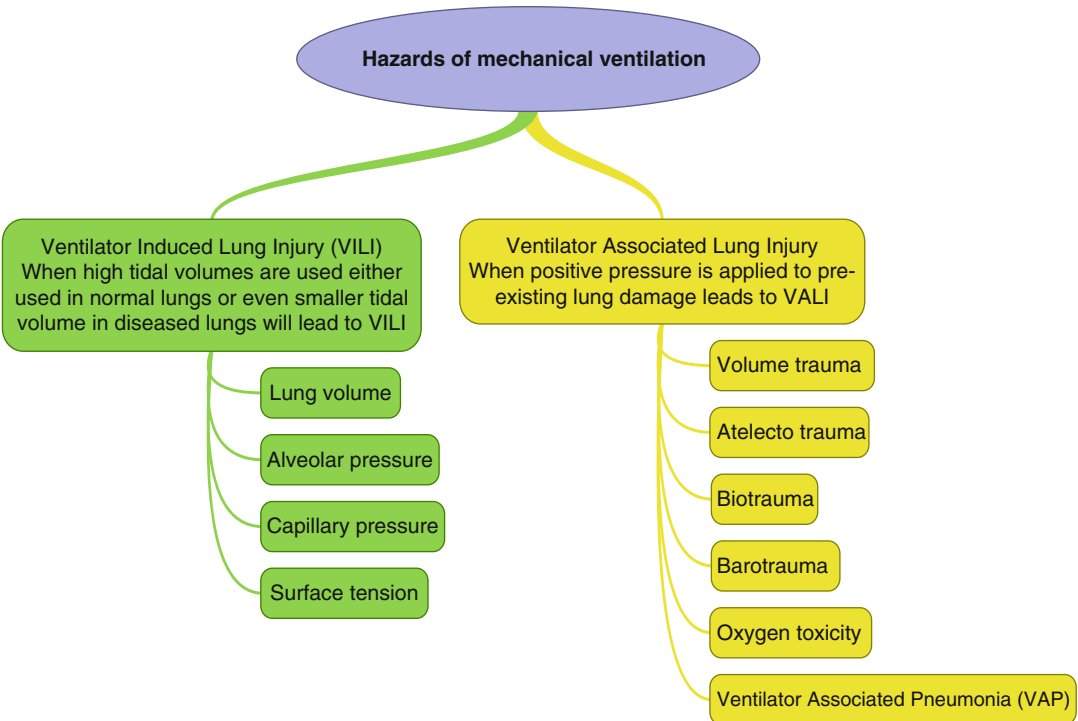 Hazards of mechanical ventilation
Ventilator Induced Lung Injury (VILI)
When high tidal volumes are used either
used in normal lungs or even smaller tidal
volume in diseased lungs will lead to VILI
Lung volume
Alveolar pressure
Capillary pressure
Surface tension
Ventilator Associated Lung Injury
When positive pressure is applied to pre-
existing lung damage leads to VALI
Volume trauma
Atelecto trauma
Biotrauma
Barotrauma
Oxygen toxicity
Ventilator Associated Pneumonia (VAP)